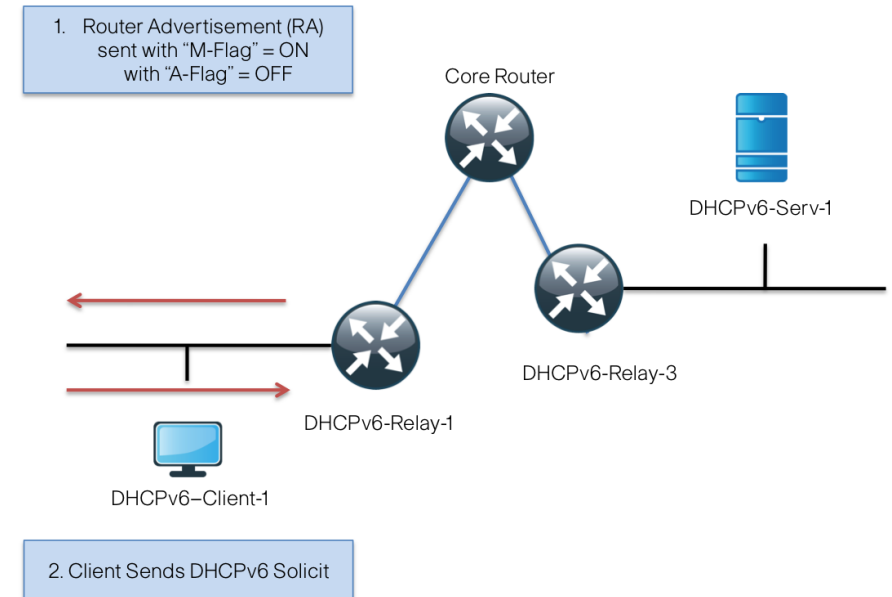 1. Router Advertisement (RA)
sent with “M-Flag” = ON
with “A-Flag” = OFF
Core Router
DHCPv6-Serv-1
DHCPv6-Relay-3
DHCPv6-Relay-1
DHCPv6–Client-1
2. Client Sends DHCPv6 Solicit